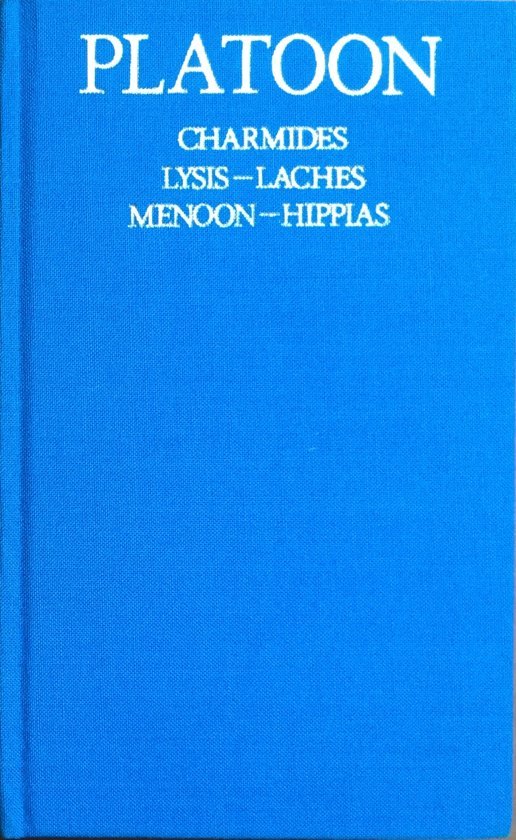 PLATOON
CHARMIDES
LYSIS–LACHES
MENOON–HIPPIAS